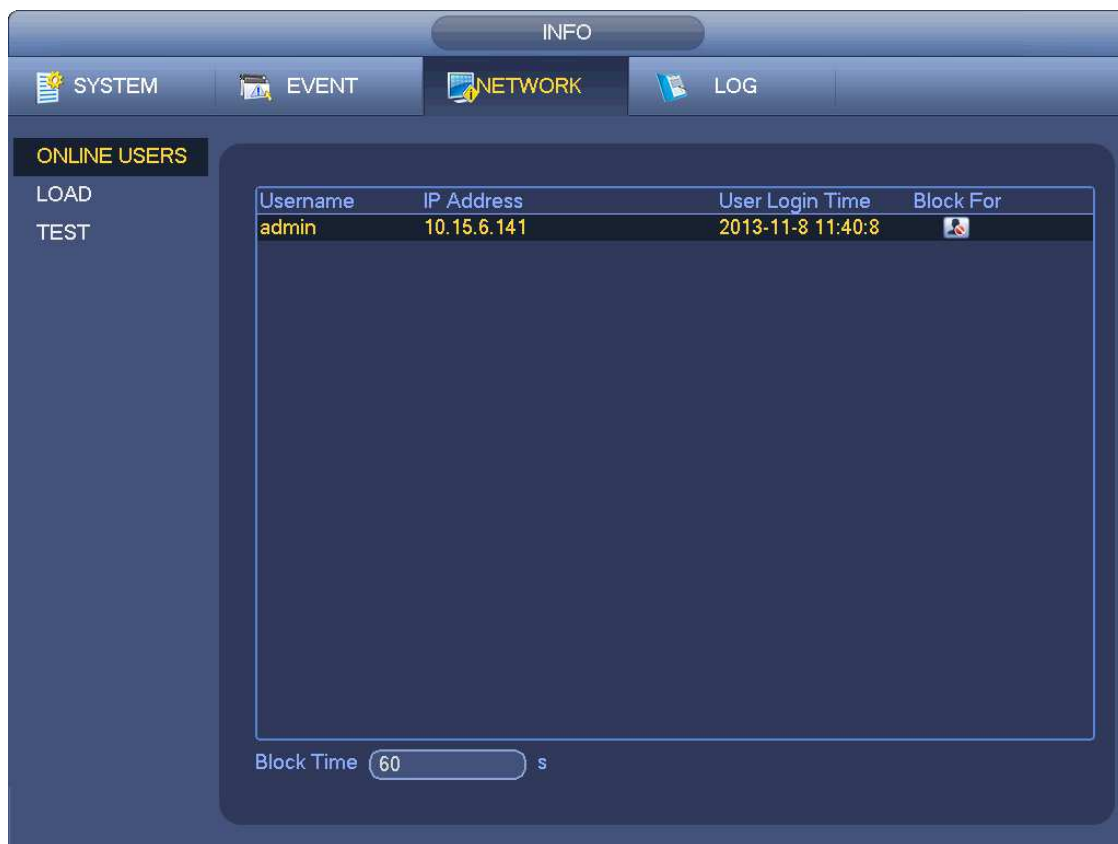 INFO
SYSTEM EVENT NETWORK LOG
ONLINE USERS
LOAD
TEST
Username IP Address User Login Time Block For
admin 10.15.6.141 2013-11-8 11:40:8
Block Time 60 s